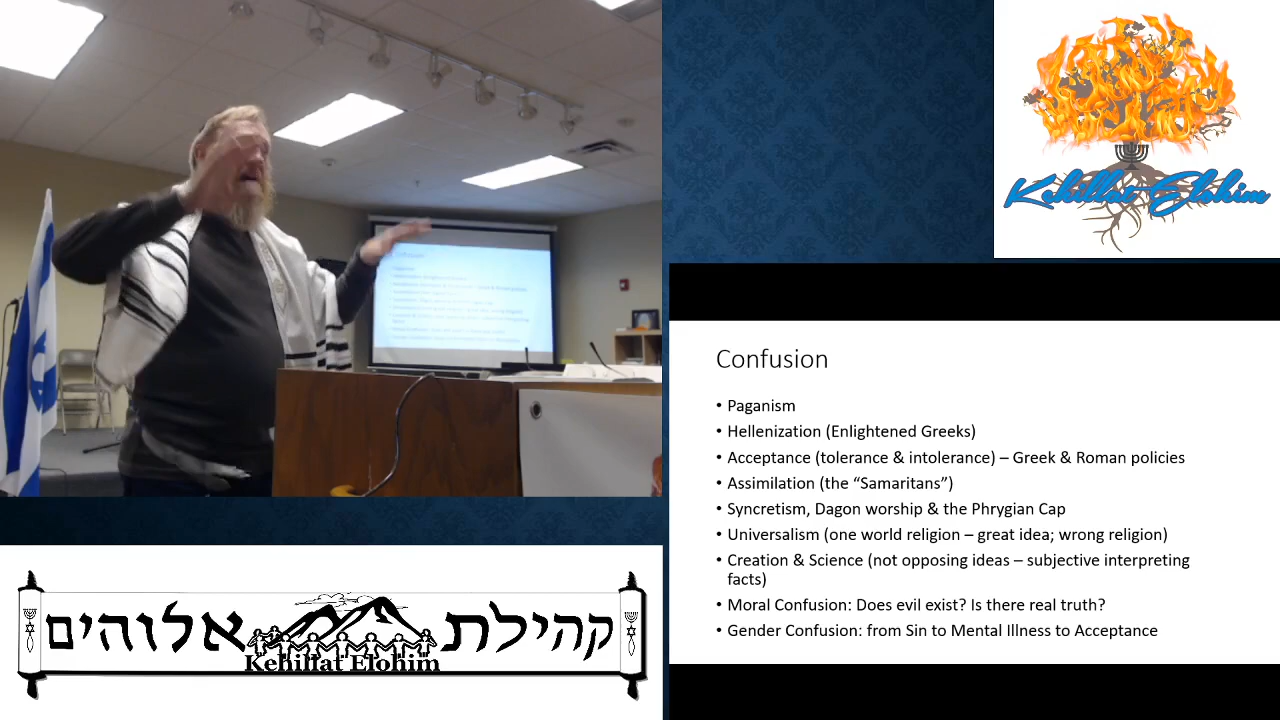 Kehillat Elohim
Confusion
• Paganism
• Hellenization (Enlightened Greeks)
• Acceptance (tolerance & intolerance) – Greek & Roman policies
• Assimilation (the “Samaritans”)
• Syncretism, Dagon worship & the Phrygian Cap
• Universalism (one world religion – great idea; wrong religion)
• Creation & Science (not opposing ideas – subjective interpreting
facts)
• Moral Confusion: Does evil exist? Is there real truth?
• Gender Confusion: from Sin to Mental Illness to Acceptance
קהילת אלוהים
Kehillat Elohim